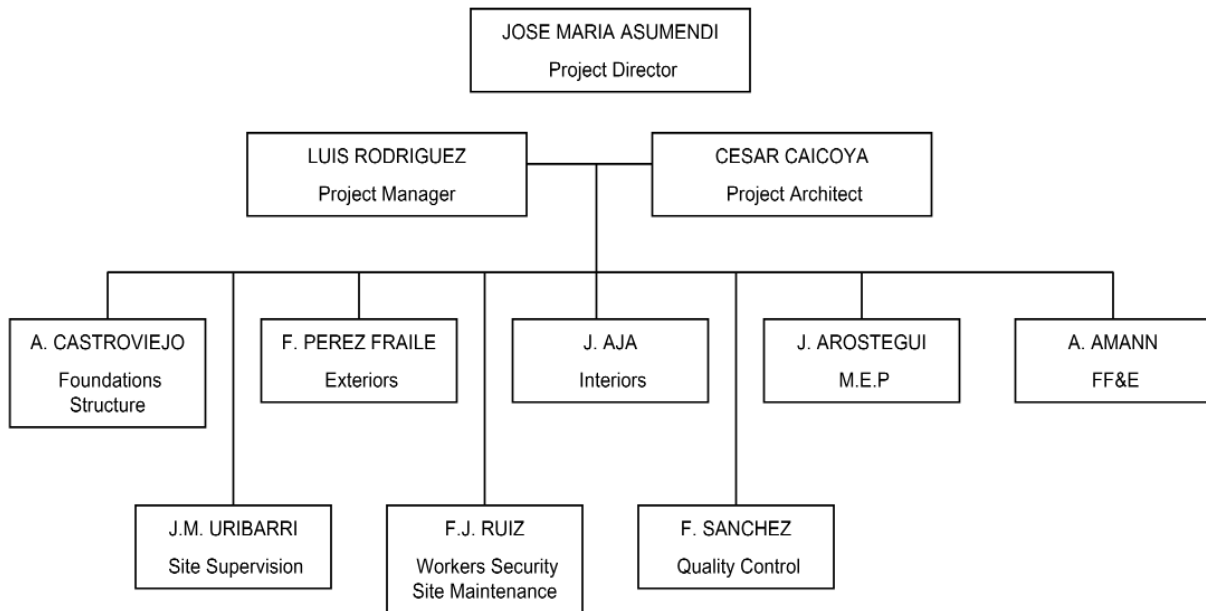 JOSE MARIA ASUMENDI
Project Director
LUIS RODRIGUEZ
Project Manager
CESAR CAICOYA
Project Architect
A. CASTROVIEJO
Foundations
Structure
F. PEREZ FRAILE
Exteriors
J. AJA
Interiors
J. AROSTEGUI
M.E.P
A. AMANN
FF&E
J.M. URIBARRI
Site Supervision
F.J. RUIZ
Workers Security
Site Maintenance
F. SANCHEZ
Quality Control